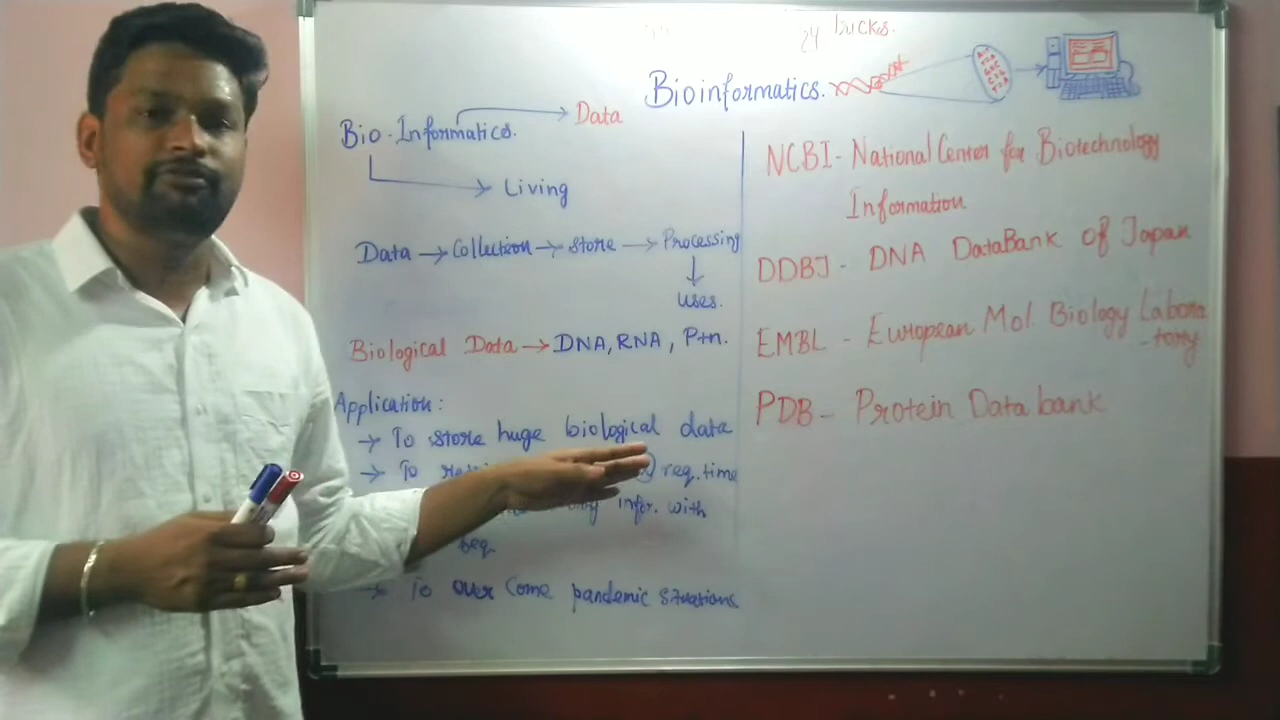 tricks.
Bioinformatics.
Bio-Informatics.
Data
Living
Data → Collection → Store → Processing
Uses.
Biological Data → DNA, RNA, Ptn.
Application:
→ To store huge biological data
→ To req. time
infor. with
seq.
→ To over come pandemic situations
NCBI - National Center for Biotechnology
Information
DDBJ - DNA DataBank of Japan
EMBL - European Mol. Biology Labora
-tory
PDB - Protein Data bank